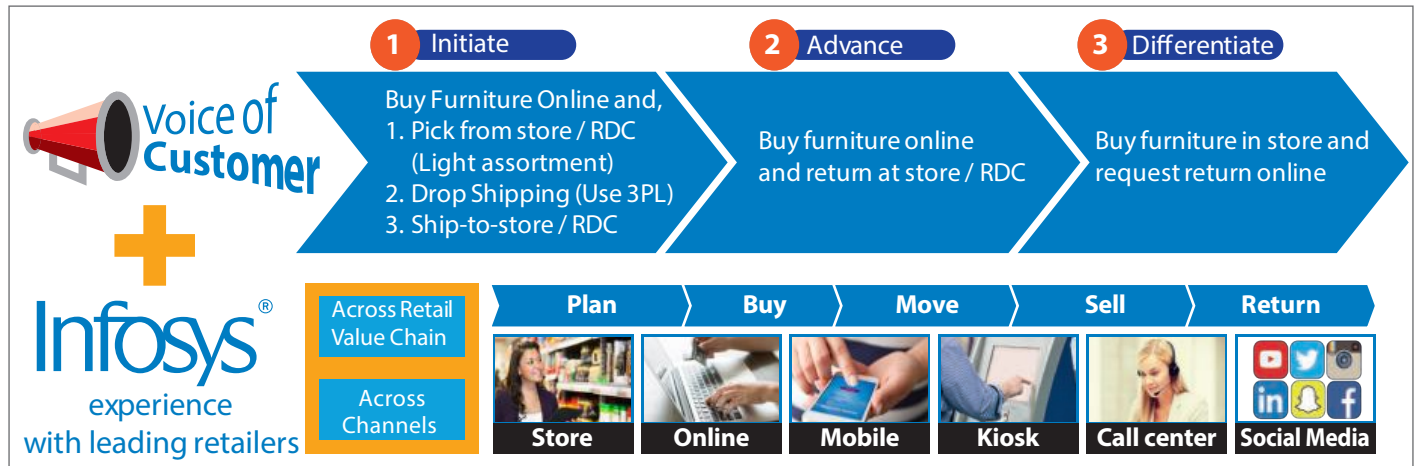 1 Initiate
2 Advance
3 Differentiate
Voice of
Customer
Buy Furniture Online and,
1. Pick from store / RDC
(Light assortment)
2. Drop Shipping (Use 3PL)
3. Ship-to-store / RDC
Buy furniture online
and return at store / RDC
Buy furniture in store and
request return online
Infosys®
experience
with leading retailers
Across Retail
Value Chain
Across
Channels
Plan
Buy
Move
Sell
Return
Store
Online
Mobile
Kiosk
Call center
Social Media